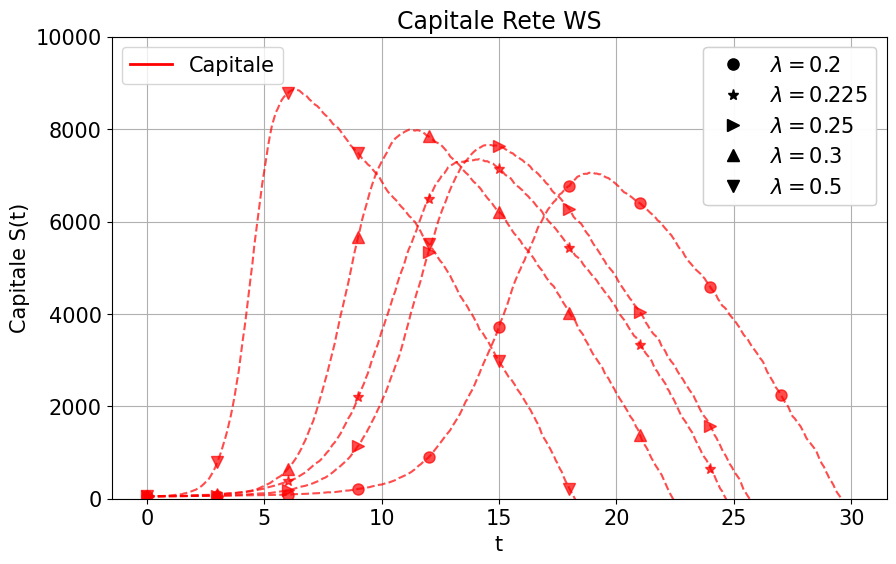 Capitale Rete WS
Capitale
λ = 0.2
λ = 0.225
λ = 0.25
λ = 0.3
λ = 0.5
Capitale S(t)
10000
8000
6000
4000
2000
0
0 5 10 15 20 25 30
t